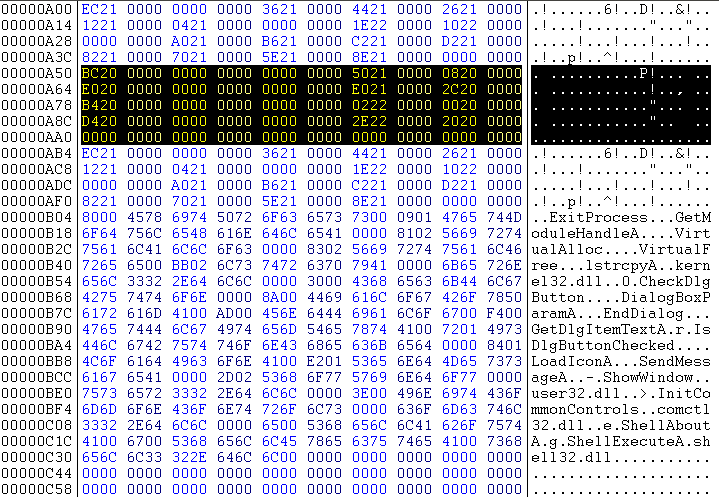 00000A00 EC21 0000 0000 0000 3621 0000 4421 0000 2621 0000 .!......6!..D!..&!..
00000A14 1221 0000 0421 0000 0000 0000 1E22 0000 1022 0000 .!...!......."..."..
00000A28 0000 0000 A021 0000 B621 0000 C221 0000 D221 0000 .....!...!...!...!..
00000A3C 8221 0000 7021 0000 5E21 0000 8E21 0000 0000 0000 .!..p!..^!...!......
00000A50 BC20 0000 0000 0000 0000 0000 5021 0000 0820 0000 . ..........P!... ..
00000A64 E020 0000 0000 0000 0000 0000 E021 0000 2C20 0000 . ...........!.., ..
00000A78 B420 0000 0000 0000 0000 0000 0222 0000 0020 0000 . ..........."... ..
00000A8C D420 0000 0000 0000 0000 0000 2E22 0000 2020 0000 . ..........."..  ..
00000AA0 0000 0000 0000 0000 0000 0000 0000 0000 0000 0000 ....................
00000AB4 EC21 0000 0000 0000 3621 0000 4421 0000 2621 0000 .!......6!..D!..&!..
00000AC8 1221 0000 0421 0000 0000 0000 1E22 0000 1022 0000 .!...!......."..."..
00000ADC 0000 0000 A021 0000 B621 0000 C221 0000 D221 0000 .....!...!...!...!..
00000AF0 8221 0000 7021 0000 5E21 0000 8E21 0000 0000 0000 .!..p!..^!...!......
00000B04 8000 4578 6974 5072 6F63 6573 7300 0901 4765 744D ..ExitProcess...GetM
00000B18 6F64 756C 6548 616E 646C 6541 0000 8102 5669 7274 oduleHandleA....Virt
00000B2C 7561 6C41 6C6C 6F63 0000 8302 5669 7274 7561 6C46 ualAlloc....VirtualF
00000B40 7265 6500 BB02 6C73 7472 6370 7941 0000 6B65 726E ree...lstrcpyA..kern
00000B54 656C 3332 2E64 6C6C 0000 3000 4368 6563 6B44 6C67 el32.dll..0.CheckDlg
00000B68 4275 7474 6F6E 0000 8A00 4469 616C 6F67 426F 7850 Button....DialogBoxP
00000B7C 6172 616D 4100 AD00 456E 6444 6961 6C6F 6700 F400 aramA...EndDialog...
00000B90 4765 7444 6C67 4974 656D 5465 7874 4100 7201 4973 GetDlgItemTextA.r.Is
00000BA4 446C 6742 7574 746F 6E43 6865 636B 6564 0000 8401 DlgButtonChecked....
00000BB8 4C6F 6164 4963 6F6E 4100 E201 5365 6E64 4D65 7373 LoadIconA...SendMess
00000BCC 6167 6541 0000 2D02 5368 6F77 5769 6E64 6F77 0000 ageA..-.ShowWindow..
00000BE0 7573 6572 3332 2E64 6C6C 0000 3E00 496E 6974 436F user32.dll..>.InitCo
00000BF4 6D6D 6F6E 436F 6E74 726F 6C73 0000 636F 6D63 746C mmonControls..comctl
00000C08 3332 2E64 6C6C 0000 6500 5368 656C 6C41 626F 7574 32.dll..e.ShellAbout
00000C1C 4100 6700 5368 656C 6C45 7865 6375 7465 4100 7368 A.g.ShellExecuteA.sh
00000C30 656C 6C33 322E 646C 6C00 0000 0000 0000 0000 0000 ell32.dll...........
00000C44 0000 0000 0000 0000 0000 0000 0000 0000 0000 0000 ....................
00000C58 0000 0000 0000 0000 0000 0000 0000 0000 0000 0000 ....................